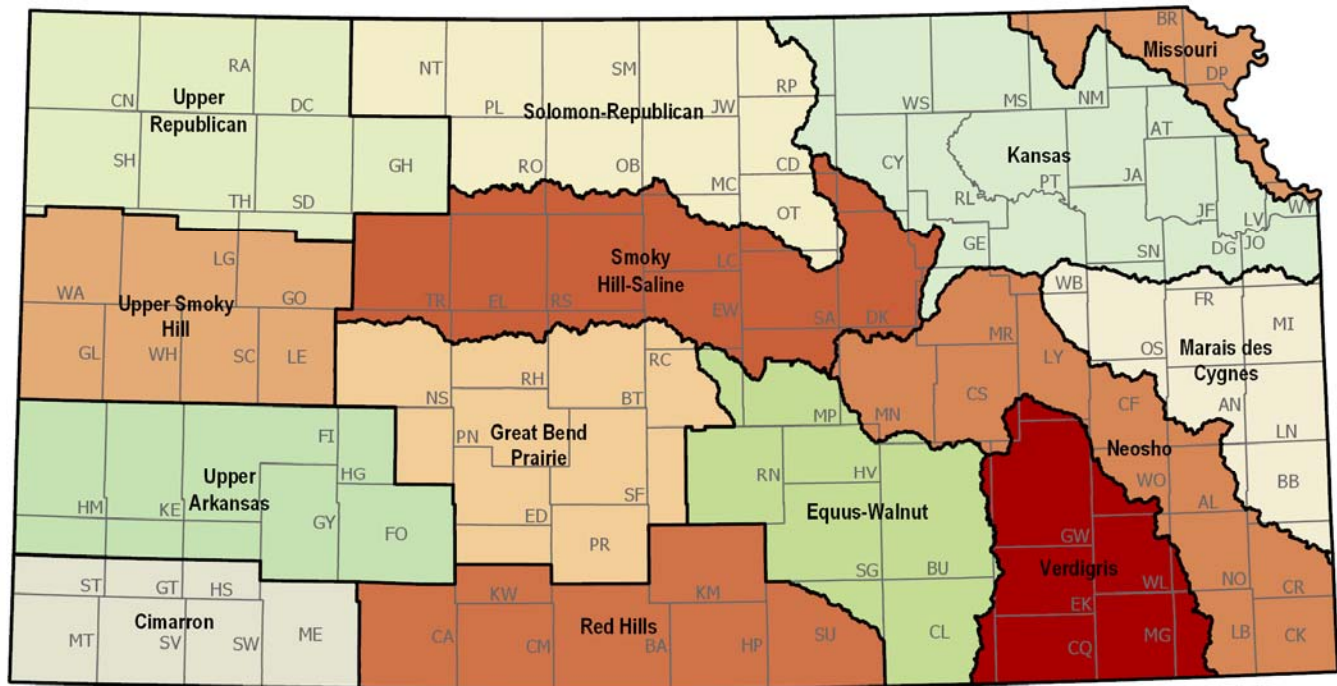 BR
Missouri
RA
NT
SM
DP
CN
Upper
Republican
DC
PL
Solomon-Republican
JW
RP
WS
MS
NM
AT
SH
GH
RO
OB
CD
CY
Kansas
JA
TH
SD
MC
OT
RL
PT
JF
LV
WY
LG
GE
SN
DG
JO
WA
GO
Smoky
Hill-Saline
LC
WB
FR
MI
Upper Smoky
Hill
TR
EL
RS
EW
SA
DK
MR
GL
WH
SC
LE
RC
LY
OS
Marais des
Cygnes
NS
RH
BT
MP
MN
CS
CF
AN
LN
PN
Great Bend
Prairie
FI
HG
RN
HV
Neosho
Upper
Arkansas
WO
BB
HM
KE
GY
FO
ED
SF
Equus-Walnut
AL
PR
GW
ST
GT
HS
SG
BU
Verdigris
WL
NO
CR
KW
KM
EK
MT
Cimarron
SV
SW
ME
CA
CM
Red Hills
BA
HP
SU
CL
CQ
MG
LB
CK